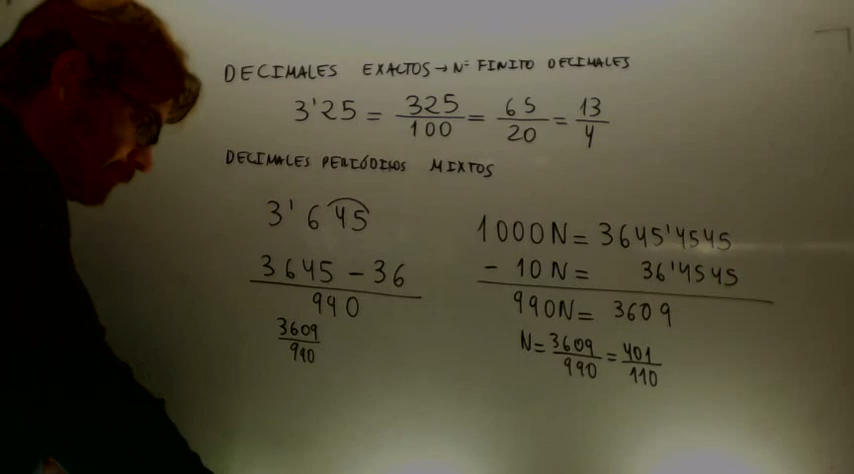 DECIMALES EXACTOS → Nº FINITO DECIMALES
3'25 = 325/100 = 65/20 = 13/4
DECIMALES PERIÓDICOS MIXTOS
3'645
3645 - 36
990
3609
990
1000N = 3645'4545
- 10N = 36'4545
990N = 3609
N = 3609/990 = 401/110